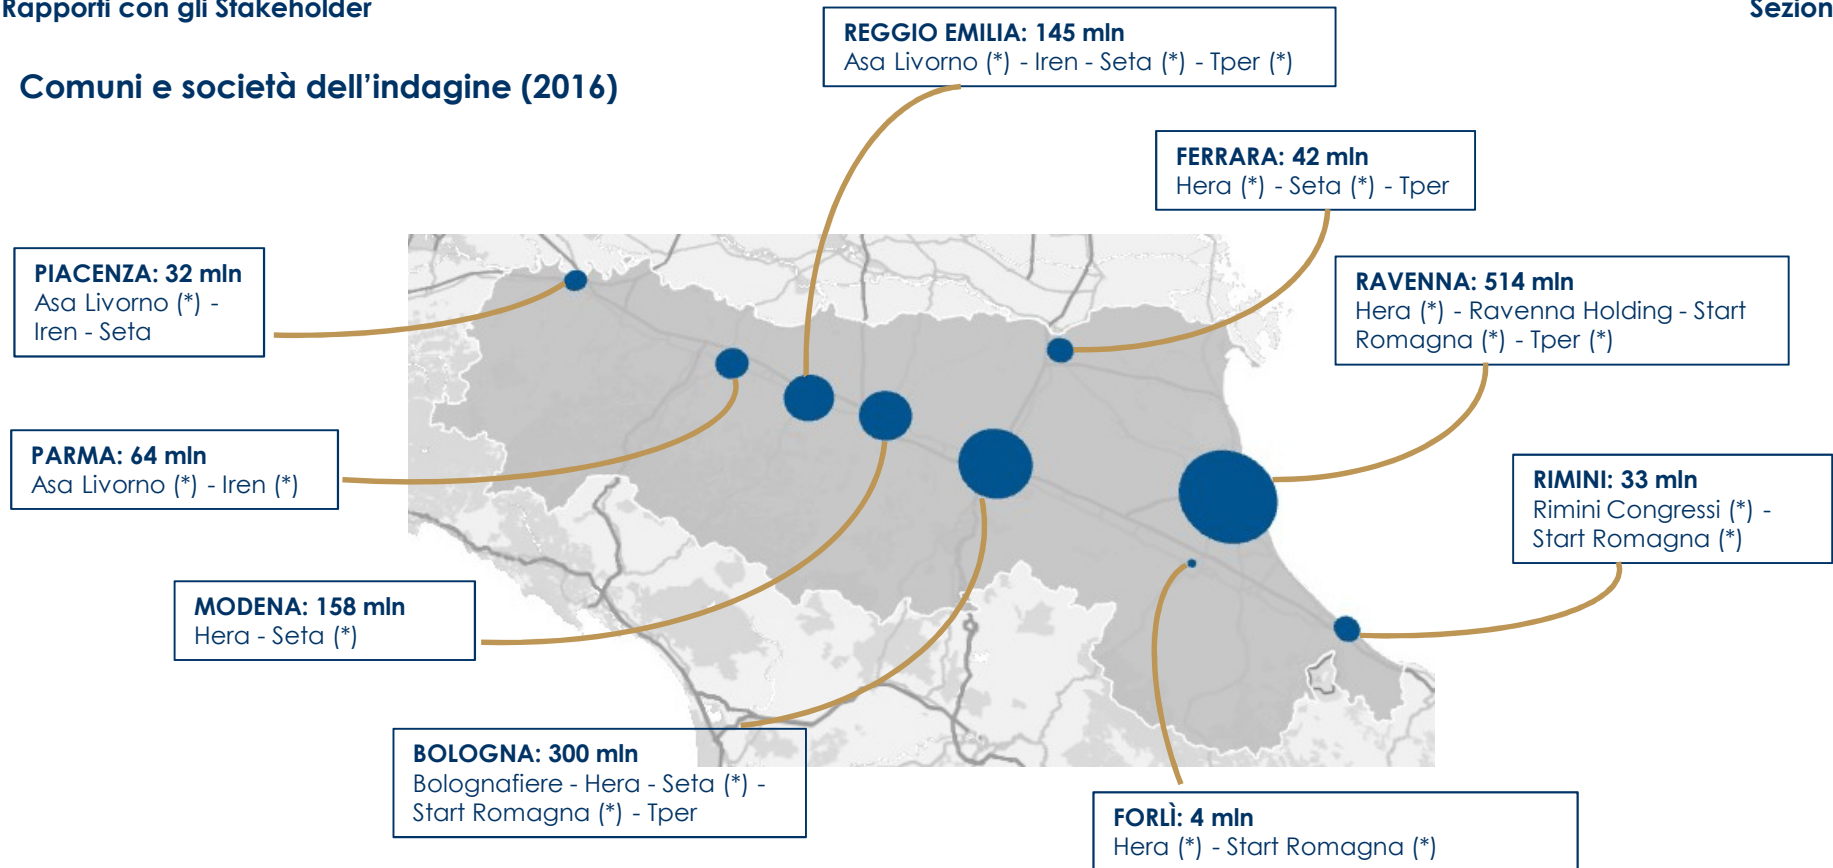 Rapporti con gli Stakeholder
Sezion
Comuni e società dell'indagine (2016)
REGGIO EMILIA: 145 mln
Asa Livorno (*) - Iren - Seta (*) - Tper (*)
FERRARA: 42 mln
Hera (*) - Seta (*) - Tper
PIACENZA: 32 mln
Asa Livorno (*) -
Iren - Seta
RAVENNA: 514 mln
Hera (*) - Ravenna Holding - Start
Romagna (*) - Tper (*)
PARMA: 64 mln
Asa Livorno (*) - Iren (*)
RIMINI: 33 mln
Rimini Congressi (*) -
Start Romagna (*)
MODENA: 158 mln
Hera - Seta (*)
BOLOGNA: 300 mln
Bolognafiere - Hera - Seta (*) -
Start Romagna (*) - Tper
FORLÌ: 4 mln
Hera (*) - Start Romagna (*)